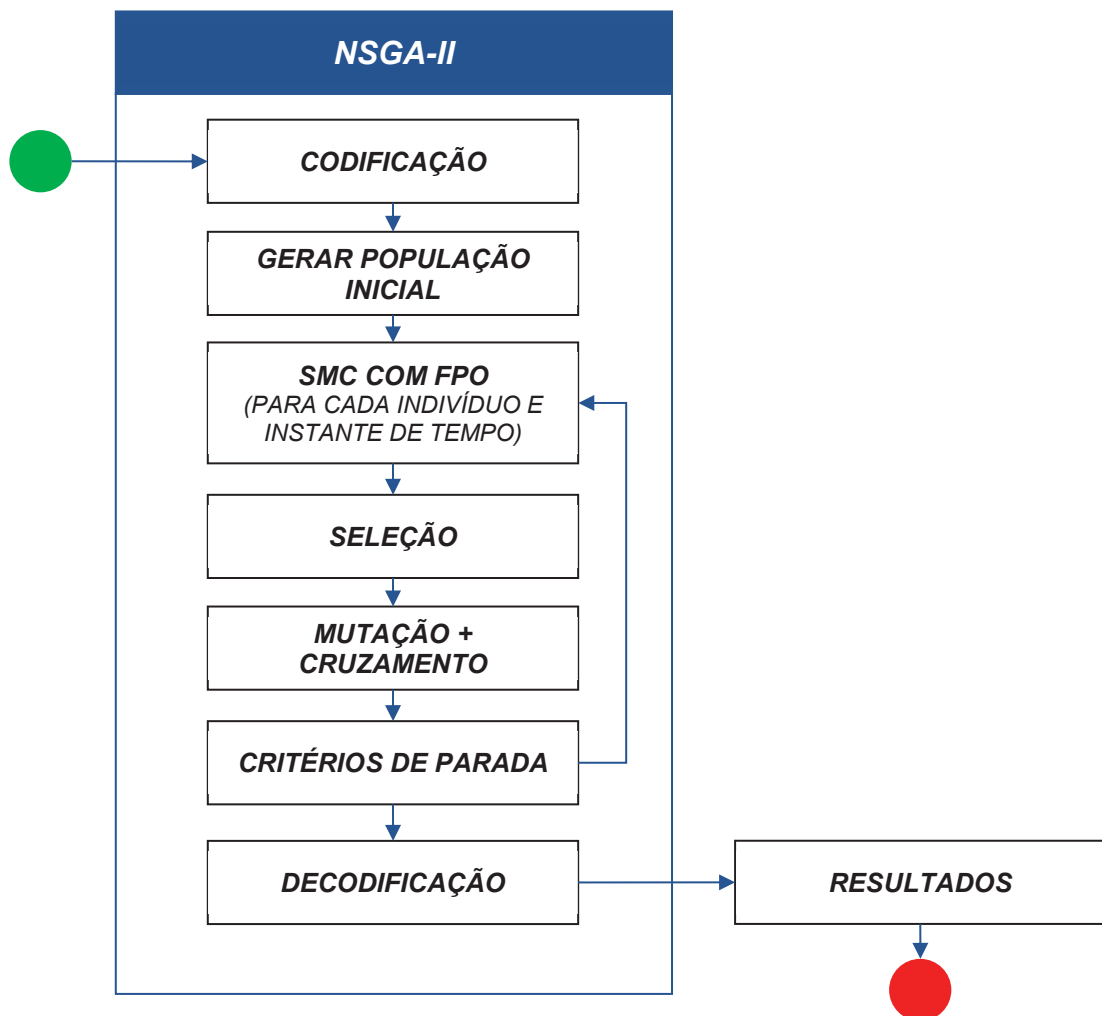 NSGA-II
CODIFICAÇÃO
GERAR POPULAÇÃO
INICIAL
SMC COM FPO
(PARA CADA INDIVÍDUO E
INSTANTE DE TEMPO)
SELEÇÃO
MUTAÇÃO +
CRUZAMENTO
CRITÉRIOS DE PARADA
DECODIFICAÇÃO
RESULTADOS